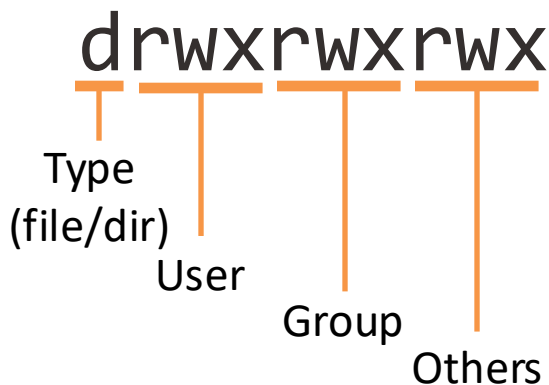 drwxrwxrwx
Type
(file/dir)
User
Group
Others